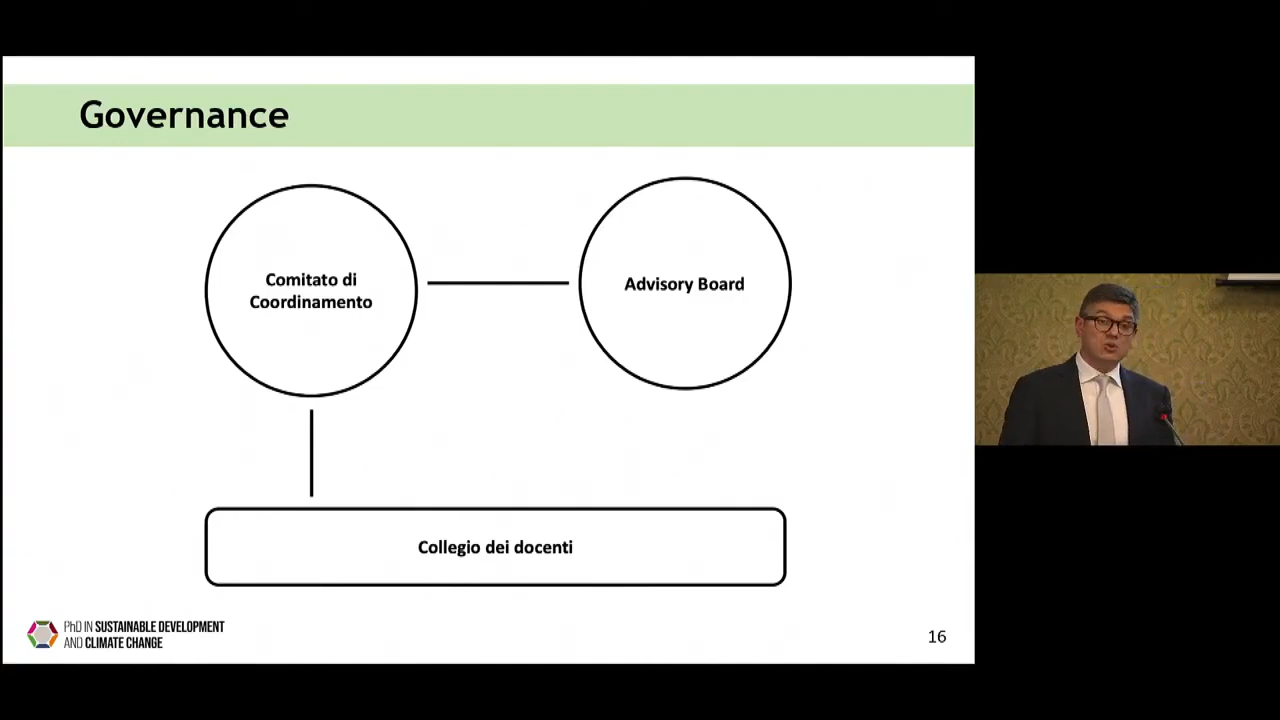 Governance
Comitato di
Coordinamento
Advisory Board
Collegio dei docenti
PhD IN SUSTAINABLE DEVELOPMENT
AND CLIMATE CHANGE
16